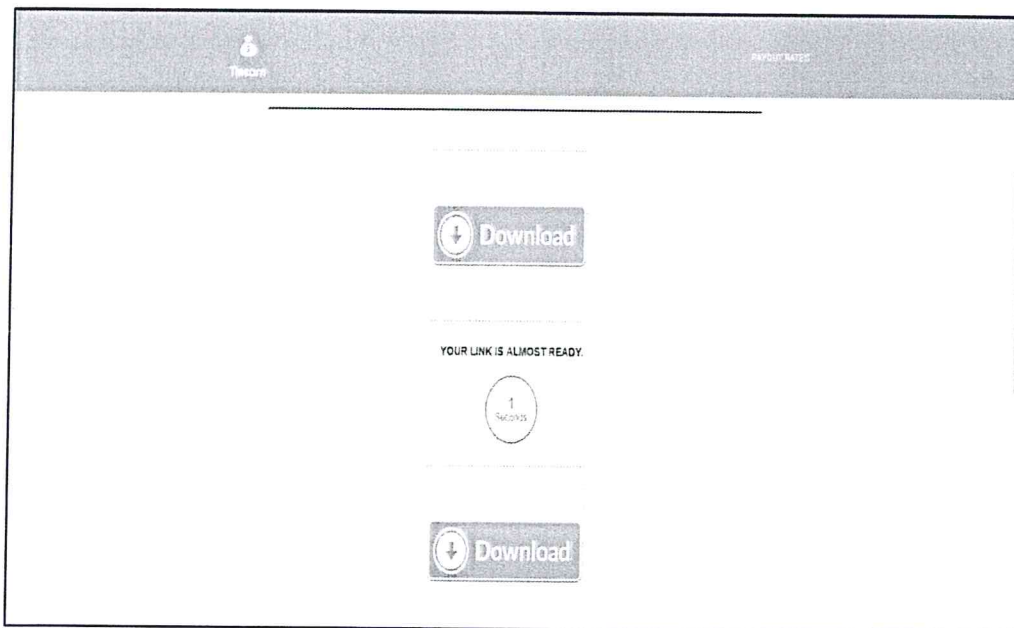 PAYOUT RATES
Download
YOUR LINK IS ALMOST READY.
1
Seconds
Download